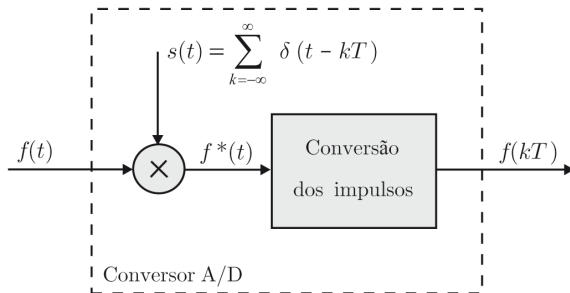 s(t) = ∞∑k=−∞ δ (t − kT)
f(t)
f*(t)
Conversão
dos impulsos
f(kT)
Conversor A/D